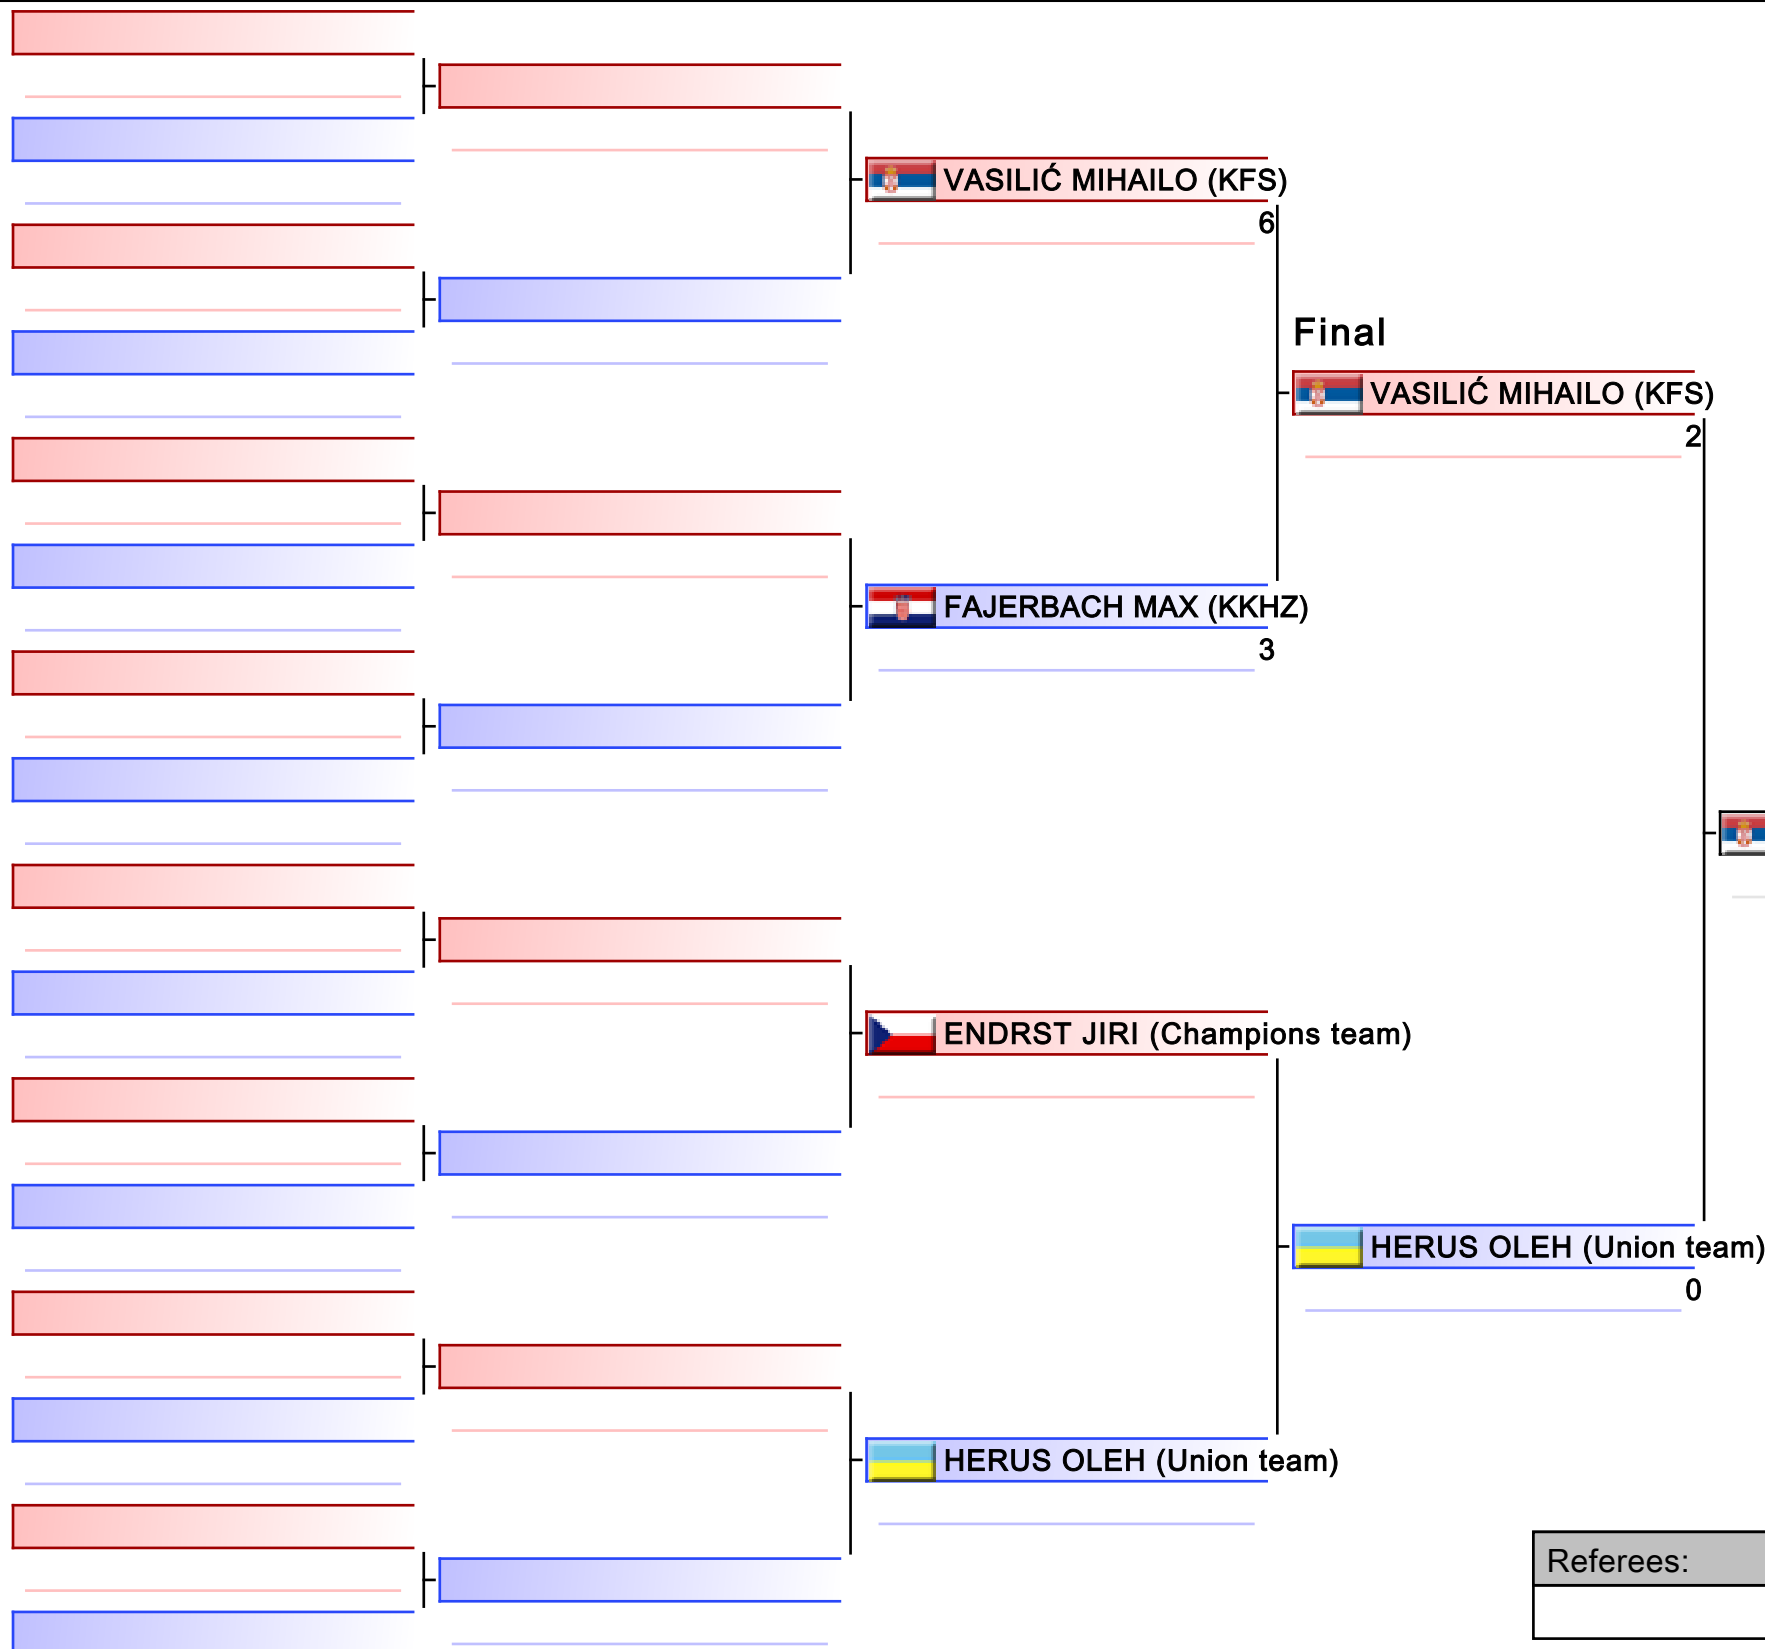 VASILIĆ MIHAILO (KFS)
6
Final
VASILIĆ MIHAILO (KFS)
2
FAJERBACH MAX (KKHZ)
3
ENDRST JIRI (Champions team)
HERUS OLEH (Union team)
0
HERUS OLEH (Union team)
Referees: